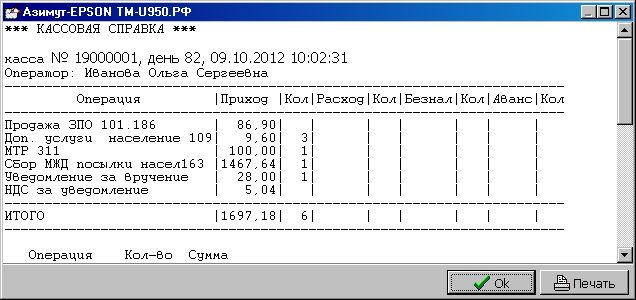 Азимут-EPSON TM-U950.РФ
*** КАССОВАЯ СПРАВКА ***
касса № 19000001, день 82, 09.10.2012 10:02:31
Оператор: Иванова Ольга Сергеевна
Операция |Приход |Кол|Расход|Кол|Безнал|Кол|Аванс|Кол
Продажа ЗПО 101.186 | 86,90| | | | | | |
Доп. услуги население 109| 9,60| 3| | | | | |
МТР 311 | 100,00| 1| | | | | |
Сбор МЖД посылки насел163 |1467,64| 1| | | | | |
Уведомление за вручение | 28,00| 1| | | | | |
НДС за уведомление | 5,04| | | | | | |
ИТОГО |1697,18| 6| | | | | |
Операция Кол-во Сумма
Ok Печать